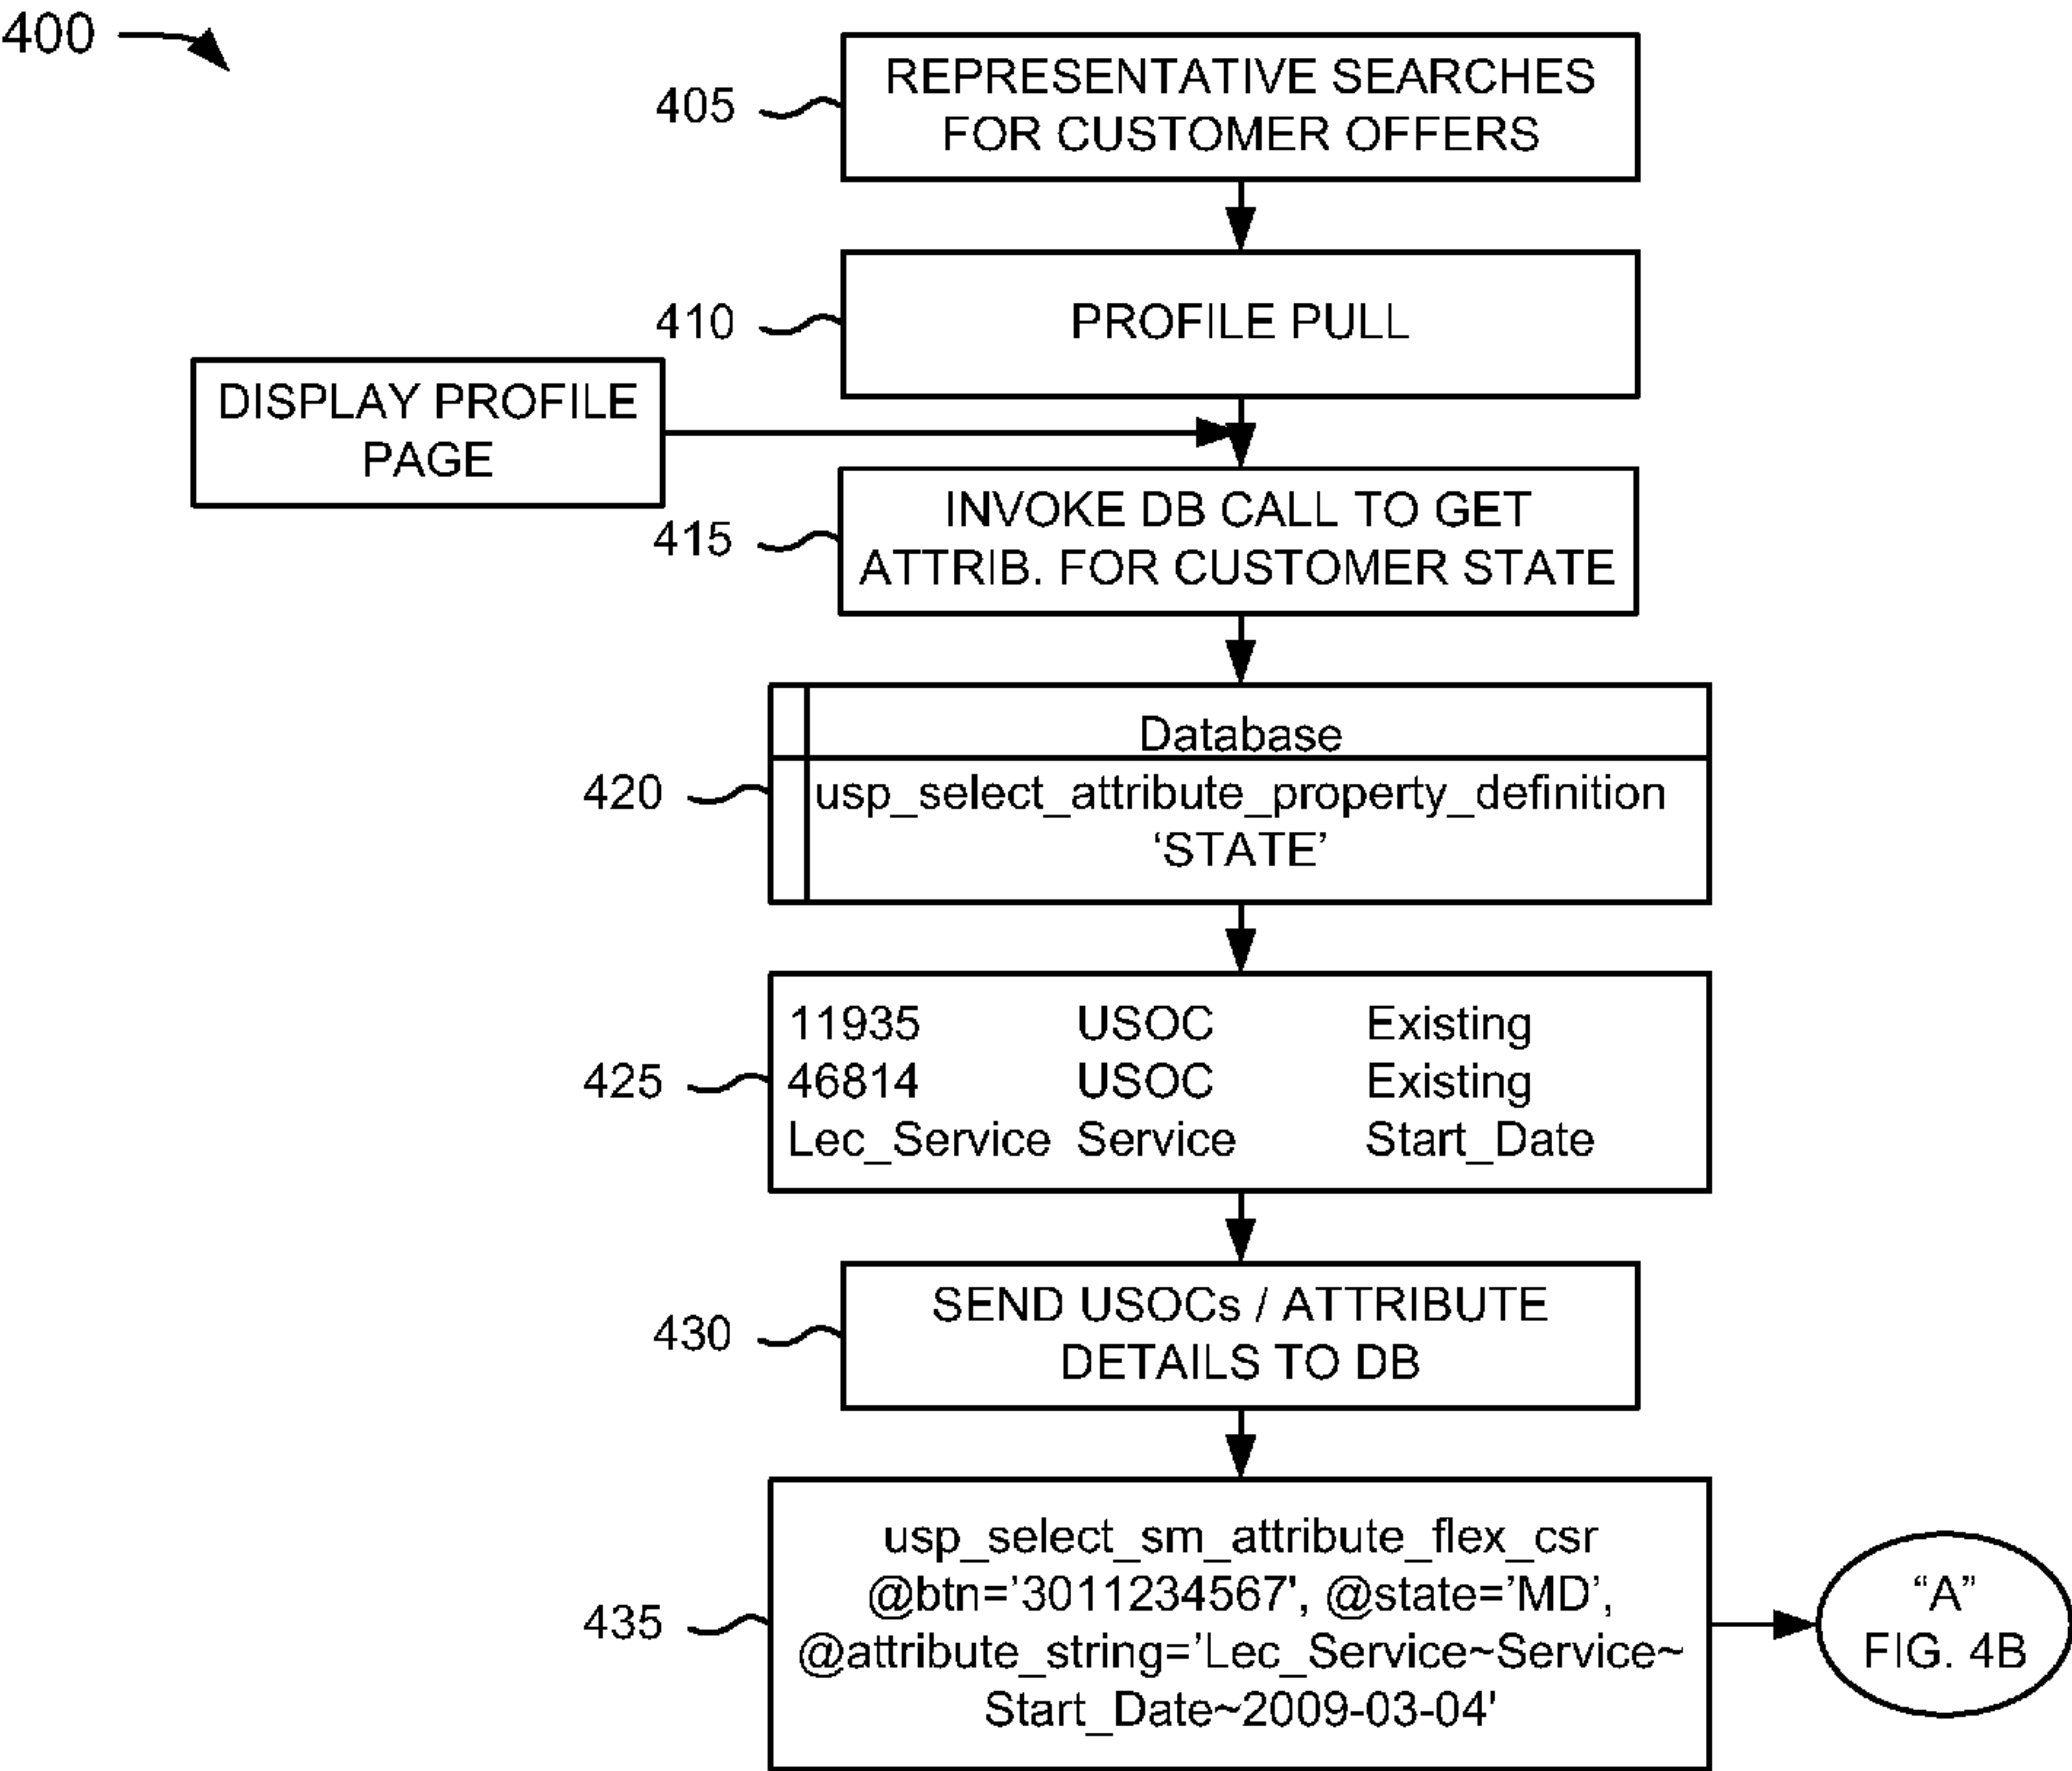 400
405
REPRESENTATIVE SEARCHES
FOR CUSTOMER OFFERS
410
PROFILE PULL
DISPLAY PROFILE
PAGE
415
INVOKE DB CALL TO GET
ATTRIB. FOR CUSTOMER STATE
420
Database
usp_select_attribute_property_definition
‘STATE’
425
11935 USOC Existing
46814 USOC Existing
Lec_Service Service Start_Date
430
SEND USOCs / ATTRIBUTE
DETAILS TO DB
435
usp_select_sm_attribute_flex_csr
@btn='3011234567', @state='MD',
@attribute_string='Lec_Service~Service~
Start_Date~2009-03-04'
“A”
FIG. 4B